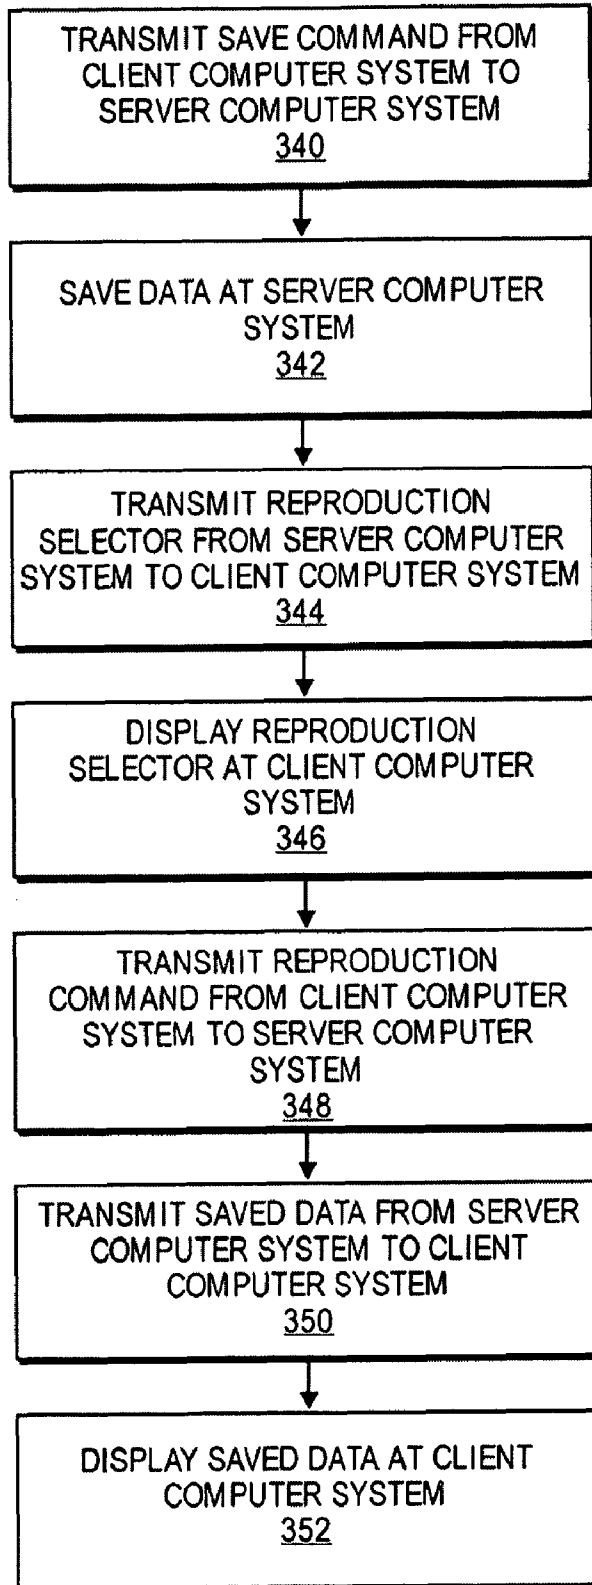 TRANSMIT SAVE COMMAND FROM
CLIENT COMPUTER SYSTEM TO
SERVER COMPUTER SYSTEM
340
SAVE DATA AT SERVER COMPUTER
SYSTEM
342
TRANSMIT REPRODUCTION
SELECTOR FROM SERVER COMPUTER
SYSTEM TO CLIENT COMPUTER SYSTEM
344
DISPLAY REPRODUCTION
SELECTOR AT CLIENT COMPUTER
SYSTEM
346
TRANSMIT REPRODUCTION
COMMAND FROM CLIENT COMPUTER
SYSTEM TO SERVER COMPUTER
SYSTEM
348
TRANSMIT SAVED DATA FROM SERVER
COMPUTER SYSTEM TO CLIENT
COMPUTER SYSTEM
350
DISPLAY SAVED DATA AT CLIENT
COMPUTER SYSTEM
352